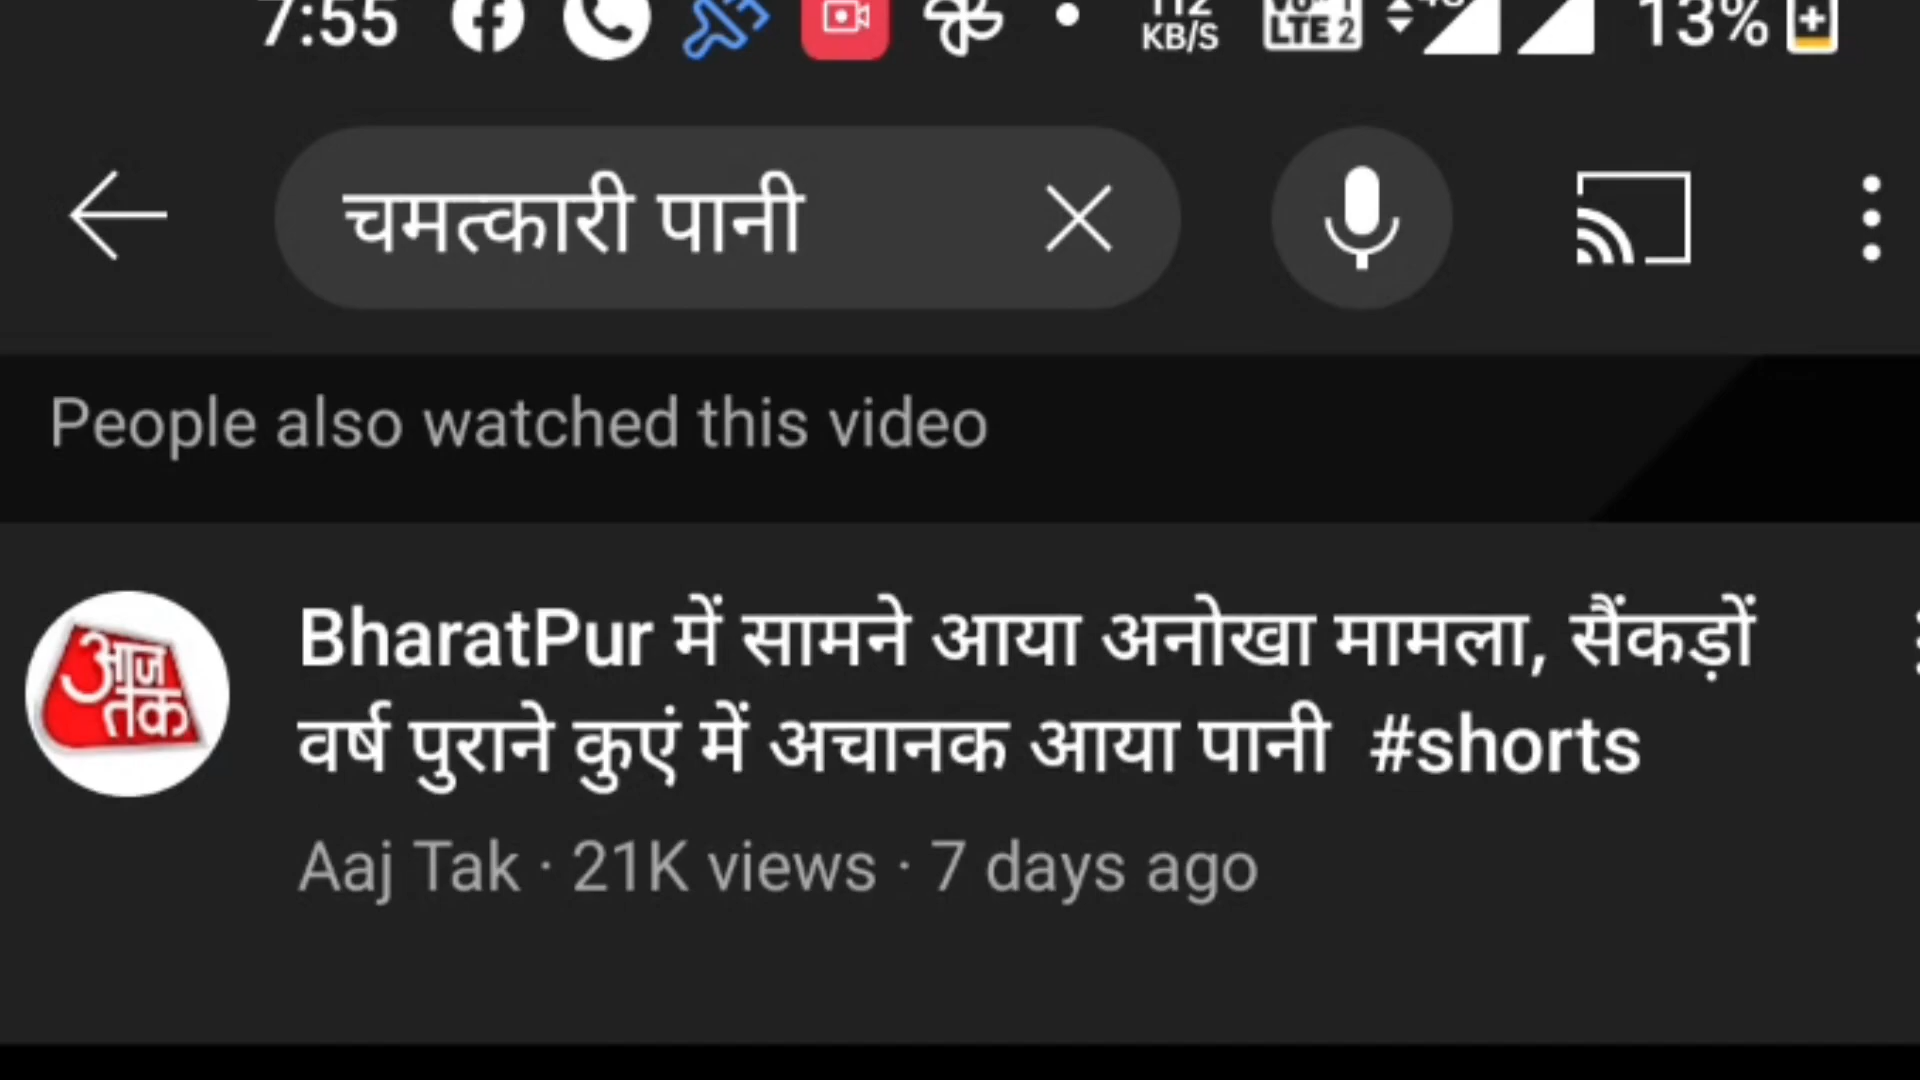 7:55 KB/S LTE 2 13%
चमत्कारी पानी
People also watched this video
आज
तक
BharatPur में सामने आया अनोखा मामला, सैंकड़ों
वर्ष पुराने कुएं में अचानक आया पानी #shorts
Aaj Tak · 21K views · 7 days ago